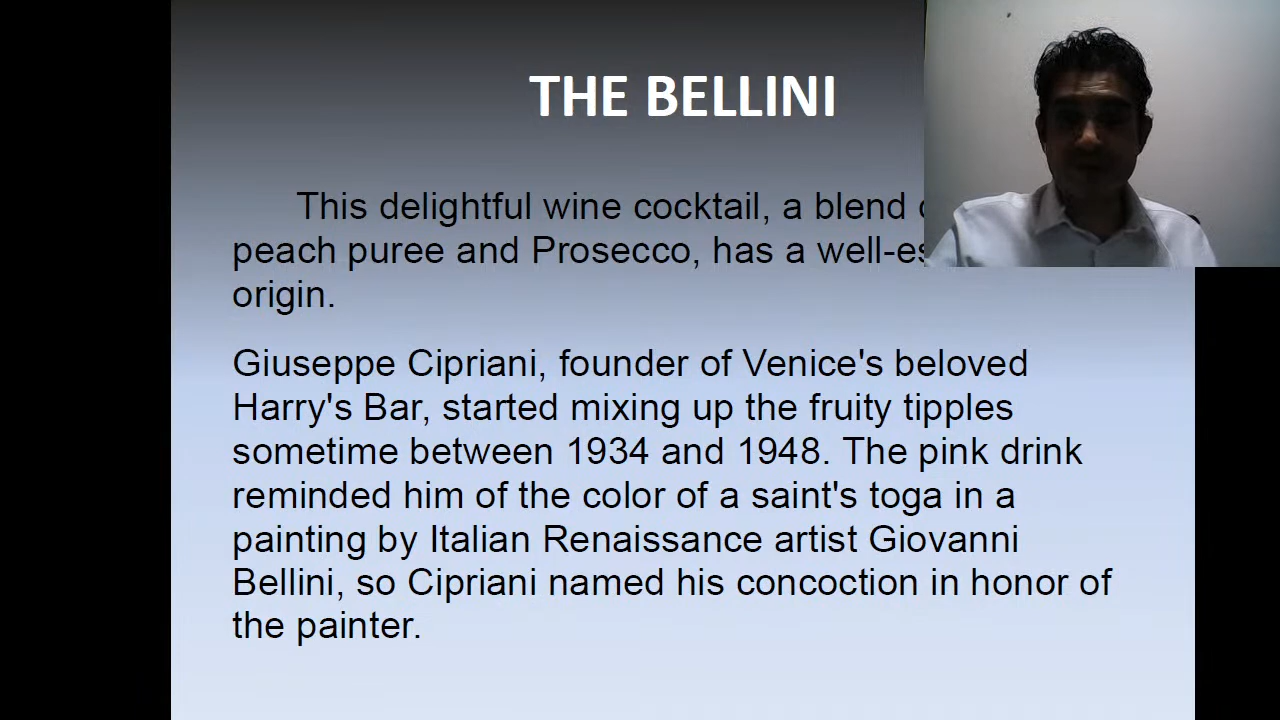 THE BELLINI
This delightful wine cocktail, a blend
peach puree and Prosecco, has a
origin.
Giuseppe Cipriani, founder of Venice's beloved
Harry's Bar, started mixing up the fruity tipples
sometime between 1934 and 1948. The pink drink
reminded him of the color of a saint's toga in a
painting by Italian Renaissance artist Giovanni
Bellini, so Cipriani named his concoction in honor of
the painter.